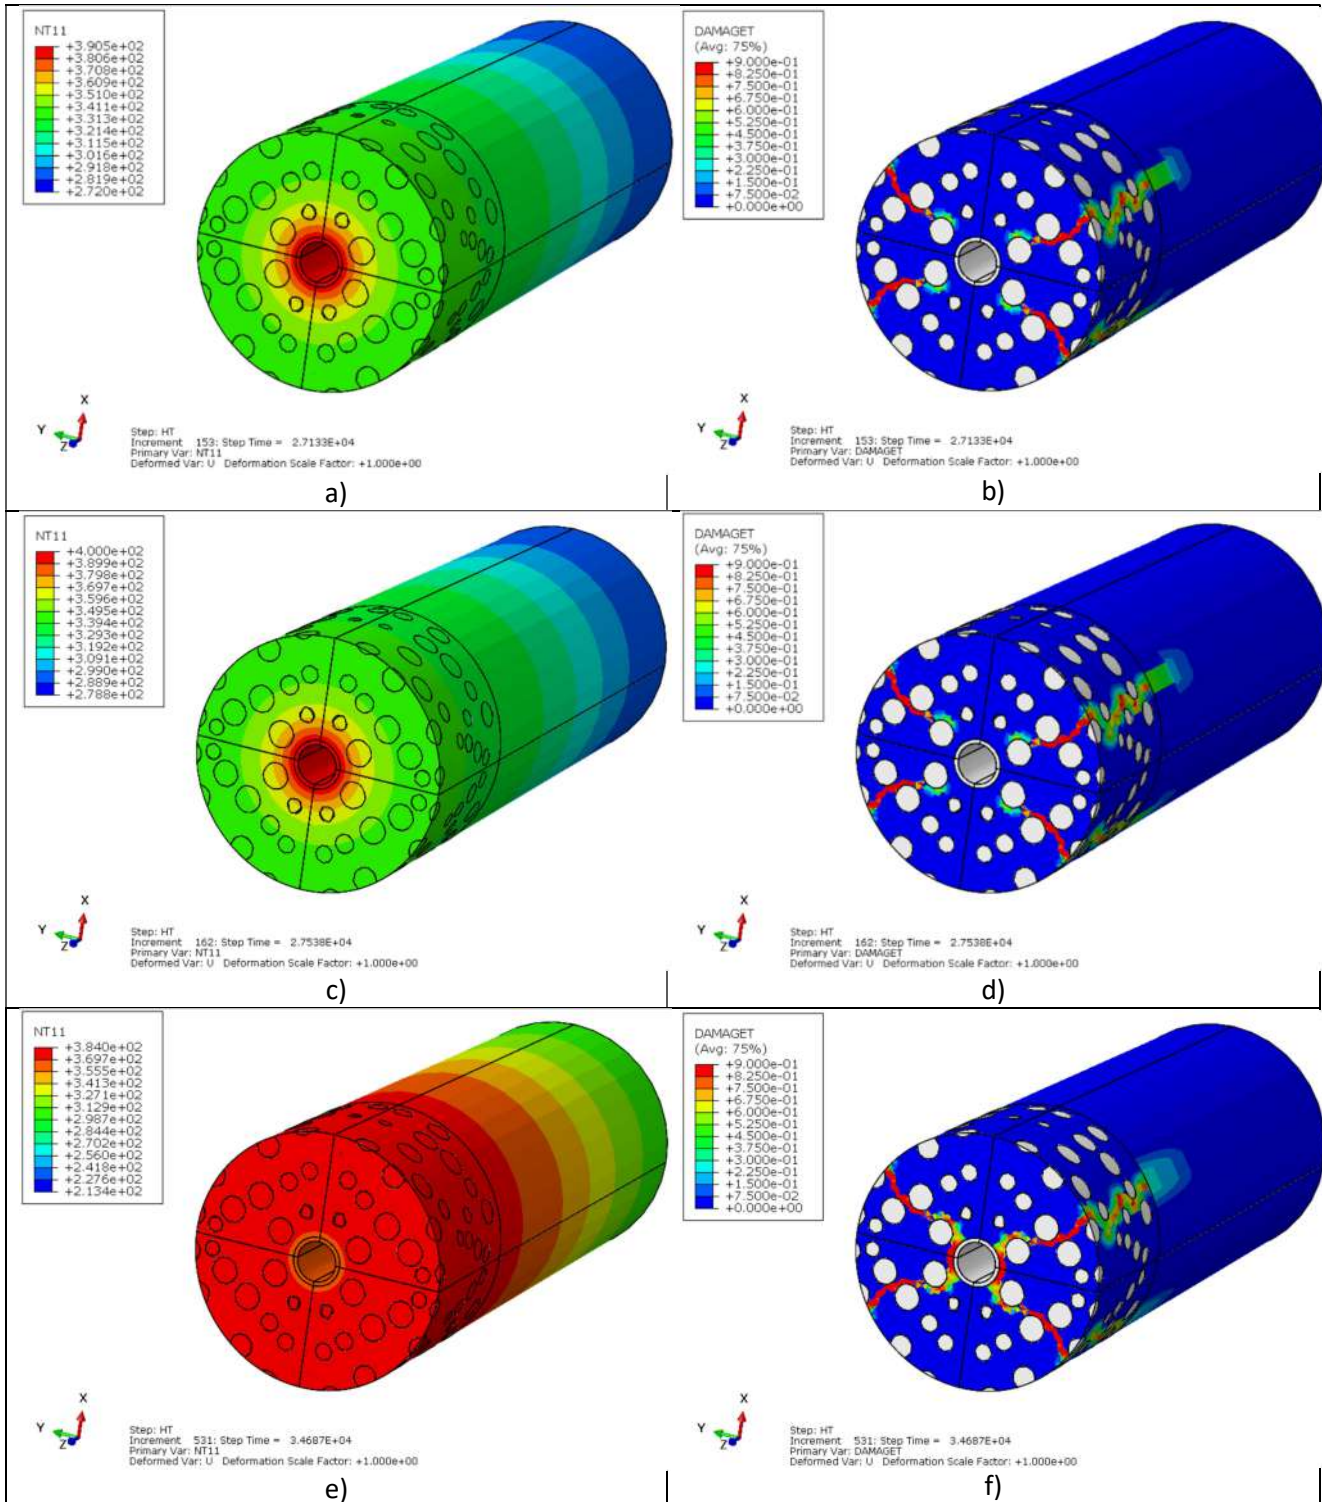 NT11
+3.905e+02
+3.806e+02
+3.708e+02
+3.609e+02
+3.510e+02
+3.411e+02
+3.313e+02
+3.214e+02
+3.115e+02
+3.016e+02
+2.918e+02
+2.819e+02
+2.720e+02
X
Y
Z
Step: HT
Increment 153: Step Time = 2.7133E+04
Primary Var: NT11
Deformed Var: U Deformation Scale Factor: +1.000e+00
a)
DAMAGET
(Avg: 75%)
+9.000e-01
+8.250e-01
+7.500e-01
+6.750e-01
+6.000e-01
+5.250e-01
+4.500e-01
+3.750e-01
+3.000e-01
+2.250e-01
+1.500e-01
+7.500e-02
+0.000e+00
X
Y
Z
Step: HT
Increment 153: Step Time = 2.7133E+04
Primary Var: DAMAGET
Deformed Var: U Deformation Scale Factor: +1.000e+00
b)
NT11
+4.000e+02
+3.899e+02
+3.798e+02
+3.697e+02
+3.596e+02
+3.495e+02
+3.394e+02
+3.293e+02
+3.192e+02
+3.091e+02
+2.990e+02
+2.889e+02
+2.788e+02
X
Y
Z
Step: HT
Increment 162: Step Time = 2.7538E+04
Primary Var: NT11
Deformed Var: U Deformation Scale Factor: +1.000e+00
c)
DAMAGET
(Avg: 75%)
+9.000e-01
+8.250e-01
+7.500e-01
+6.750e-01
+6.000e-01
+5.250e-01
+4.500e-01
+3.750e-01
+3.000e-01
+2.250e-01
+1.500e-01
+7.500e-02
+0.000e+00
X
Y
Z
Step: HT
Increment 162: Step Time = 2.7538E+04
Primary Var: DAMAGET
Deformed Var: U Deformation Scale Factor: +1.000e+00
d)
NT11
+3.840e+02
+3.697e+02
+3.555e+02
+3.413e+02
+3.271e+02
+3.129e+02
+2.987e+02
+2.844e+02
+2.702e+02
+2.560e+02
+2.418e+02
+2.276e+02
+2.134e+02
X
Y
Z
Step: HT
Increment 531: Step Time = 3.4687E+04
Primary Var: NT11
Deformed Var: U Deformation Scale Factor: +1.000e+00
e)
DAMAGET
(Avg: 75%)
+9.000e-01
+8.250e-01
+7.500e-01
+6.750e-01
+6.000e-01
+5.250e-01
+4.500e-01
+3.750e-01
+3.000e-01
+2.250e-01
+1.500e-01
+7.500e-02
+0.000e+00
X
Y
Z
Step: HT
Increment 531: Step Time = 3.4687E+04
Primary Var: DAMAGET
Deformed Var: U Deformation Scale Factor: +1.000e+00
f)